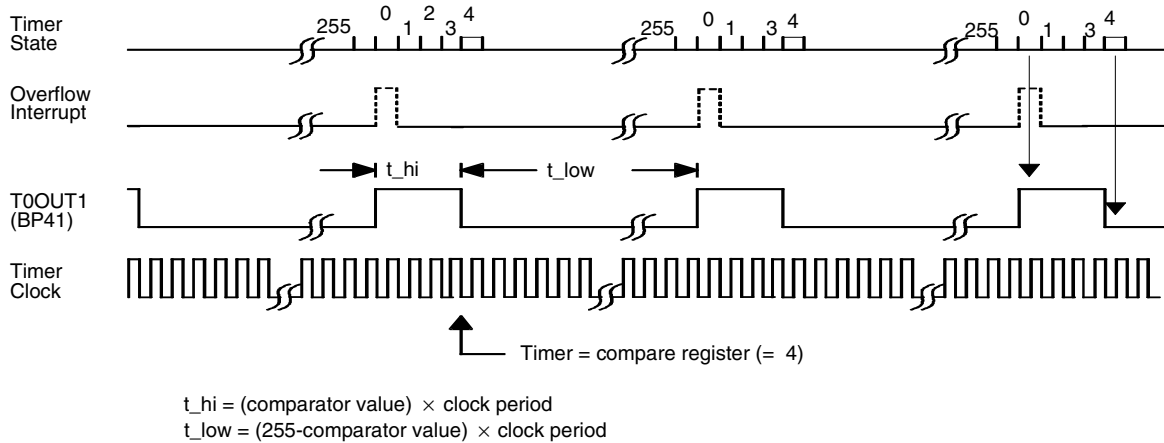 Timer
State
255 0 1 2 3 4
255 0 1 3 4
255 0 1 3 4
Overflow
Interrupt
t_hi t_low
T0OUT1
(BP41)
Timer
Clock
Timer = compare register (= 4)
t_hi = (comparator value) × clock period
t_low = (255-comparator value) × clock period